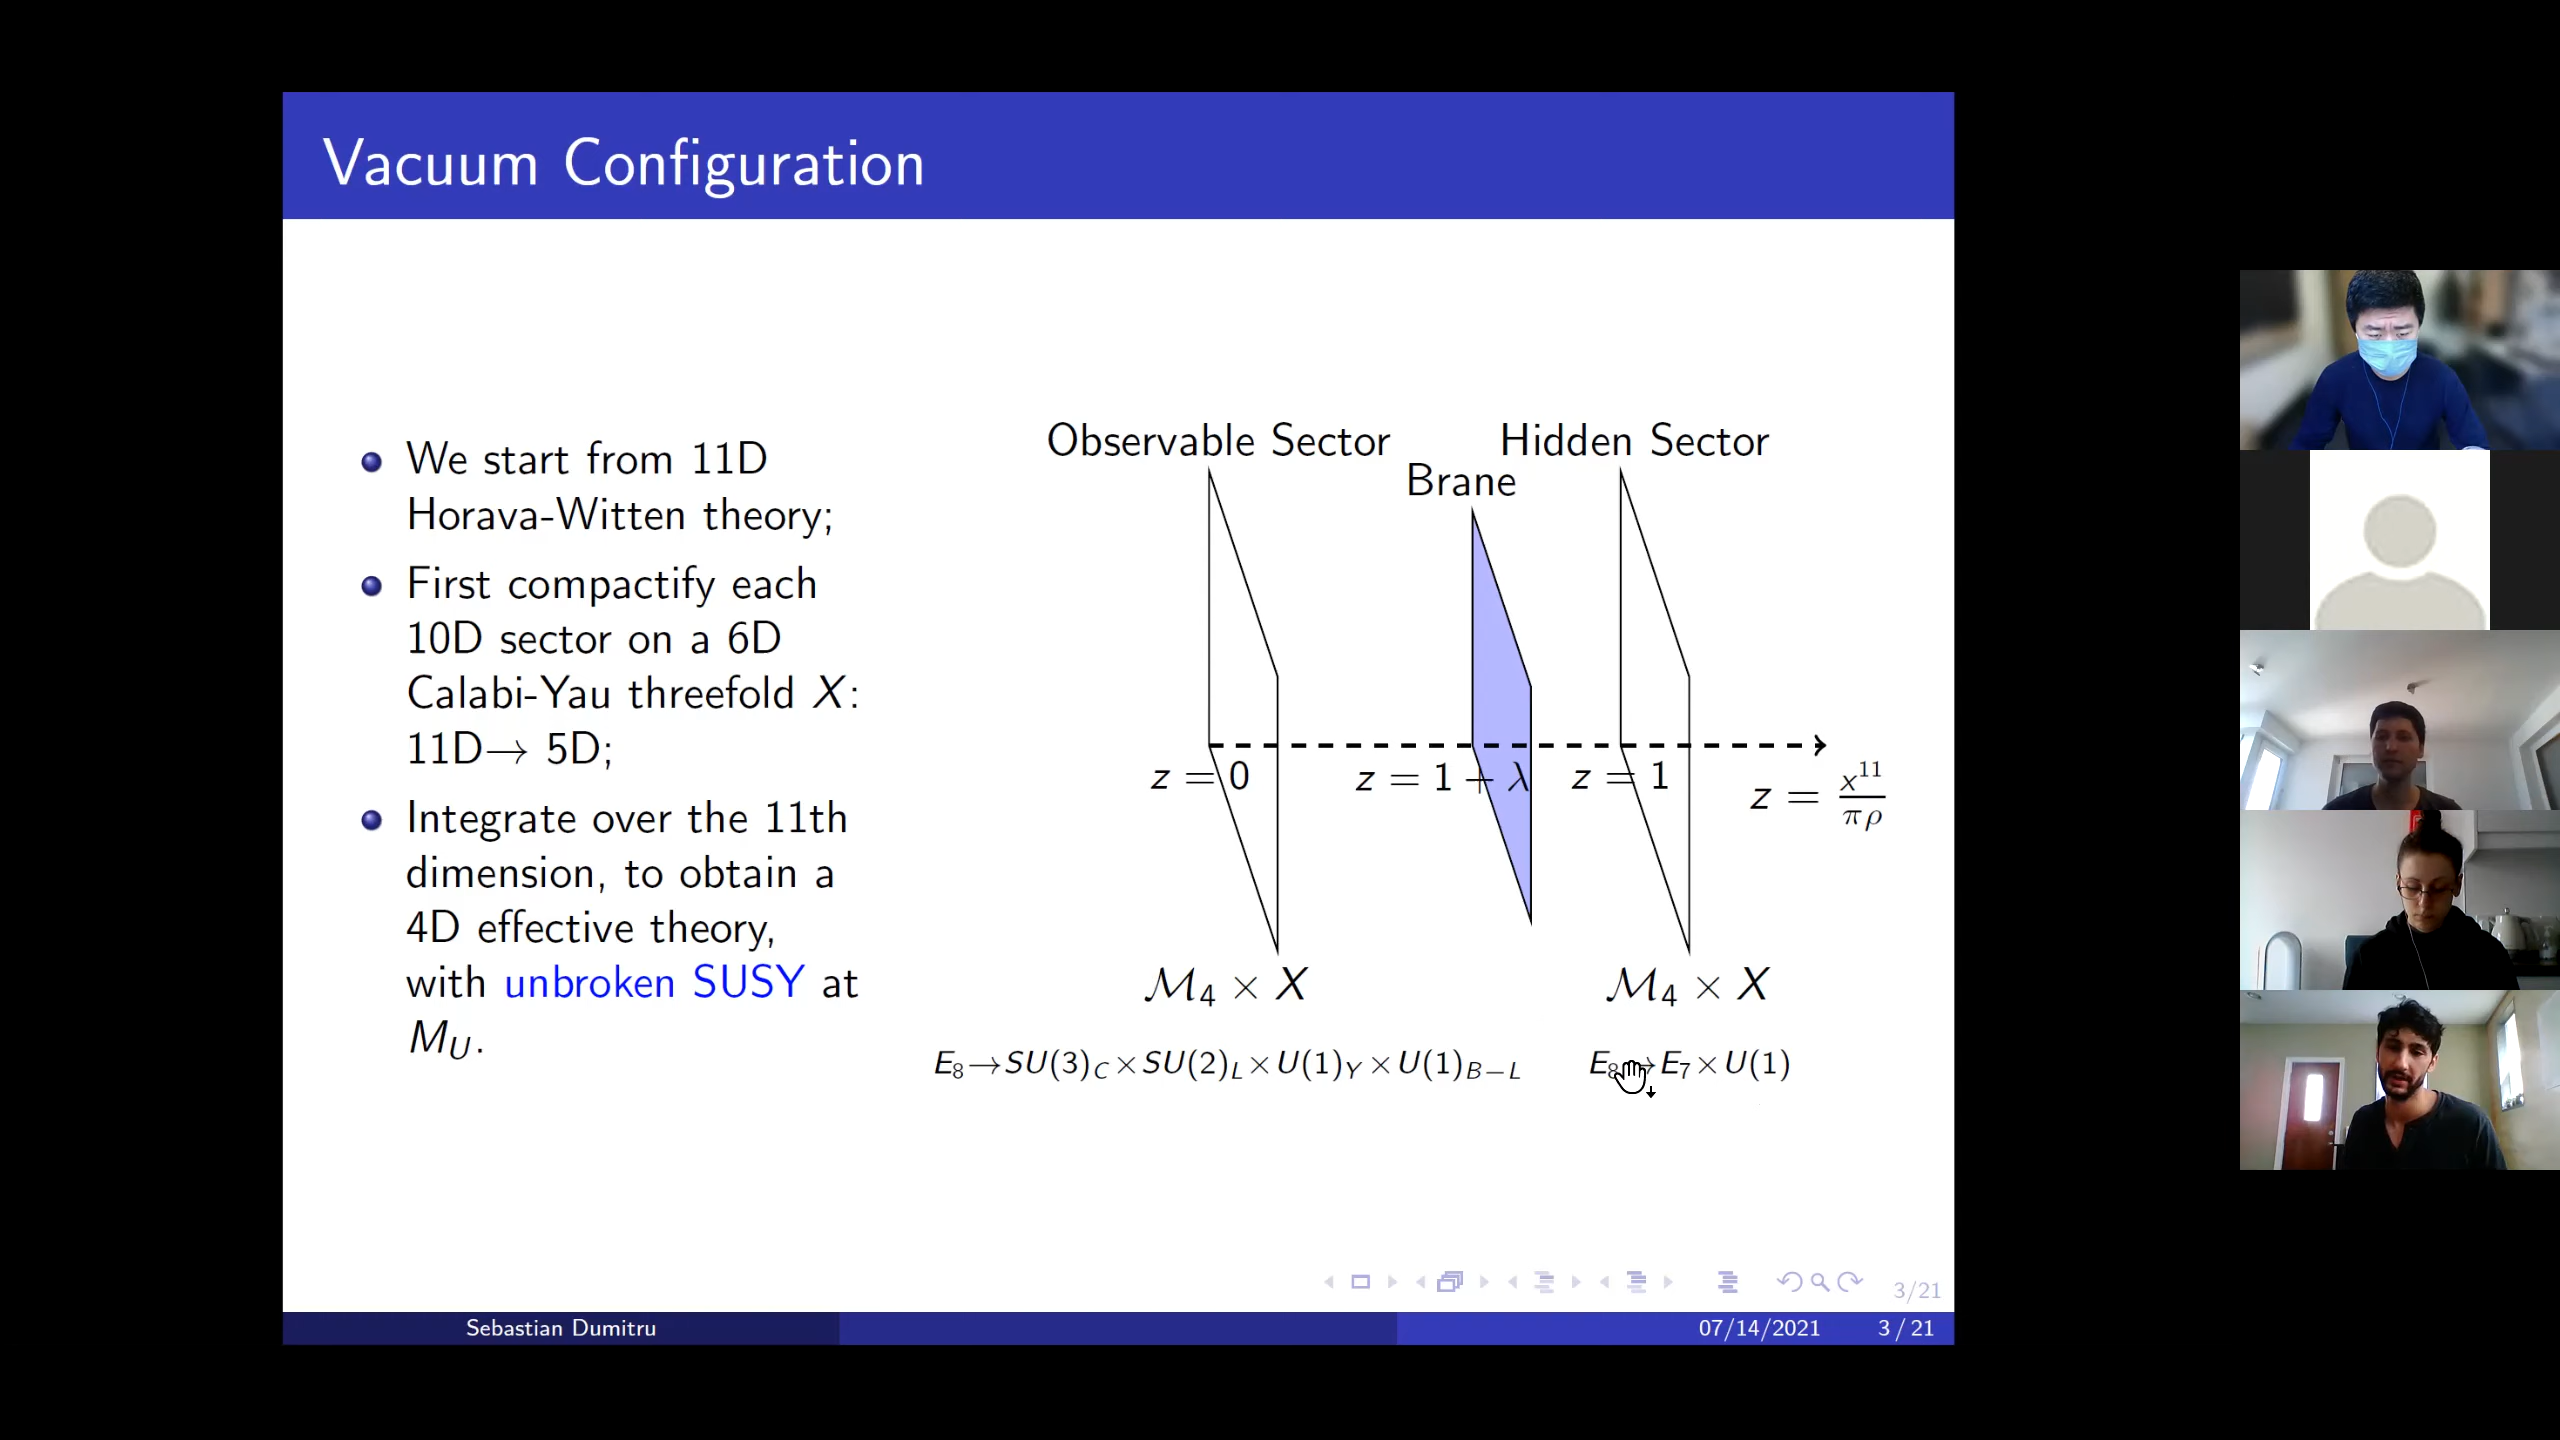 Vacuum Configuration
• We start from 11D
Horava-Witten theory;
• First compactify each
10D sector on a 6D
Calabi-Yau threefold X:
11D→ 5D;
• Integrate over the 11th
dimension, to obtain a
4D effective theory,
with unbroken SUSY at
M_U.
Observable Sector
Hidden Sector
Brane
z = 0
z = 1 + λ
z = 1
z = x^11/πρ
M_4 × X
M_4 × X
E_8→SU(3)_C×SU(2)_L×U(1)_Y×U(1)_{B−L}
E_8→E_7×U(1)
3/21
Sebastian Dumitru
07/14/2021
3 / 21